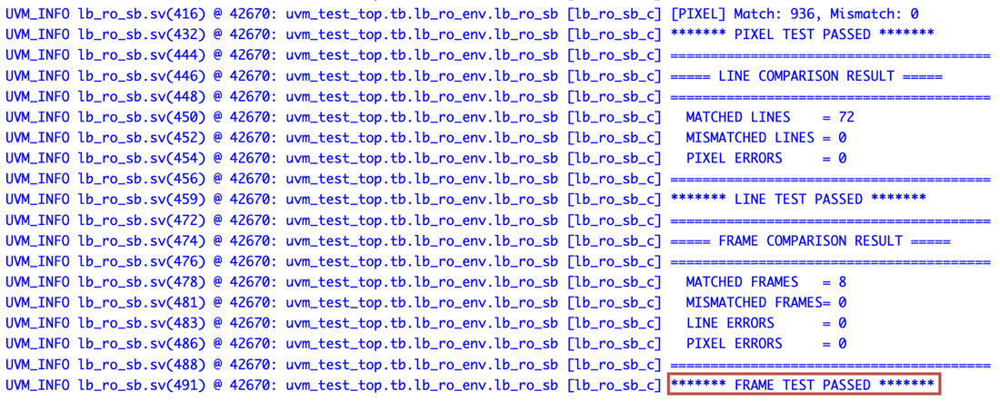 UVM_INFO lb_ro_sb.sv(416) @ 42670: uvm_test_top.tb.lb_ro_env.lb_ro_sb [lb_ro_sb_c] [PIXEL] Match: 936, Mismatch: 0
UVM_INFO lb_ro_sb.sv(432) @ 42670: uvm_test_top.tb.lb_ro_env.lb_ro_sb [lb_ro_sb_c] ******* PIXEL TEST PASSED *******
UVM_INFO lb_ro_sb.sv(444) @ 42670: uvm_test_top.tb.lb_ro_env.lb_ro_sb [lb_ro_sb_c] ========================================
UVM_INFO lb_ro_sb.sv(446) @ 42670: uvm_test_top.tb.lb_ro_env.lb_ro_sb [lb_ro_sb_c] ===== LINE COMPARISON RESULT =====
UVM_INFO lb_ro_sb.sv(448) @ 42670: uvm_test_top.tb.lb_ro_env.lb_ro_sb [lb_ro_sb_c] ========================================
UVM_INFO lb_ro_sb.sv(450) @ 42670: uvm_test_top.tb.lb_ro_env.lb_ro_sb [lb_ro_sb_c]   MATCHED LINES    = 72
UVM_INFO lb_ro_sb.sv(452) @ 42670: uvm_test_top.tb.lb_ro_env.lb_ro_sb [lb_ro_sb_c]   MISMATCHED LINES = 0
UVM_INFO lb_ro_sb.sv(454) @ 42670: uvm_test_top.tb.lb_ro_env.lb_ro_sb [lb_ro_sb_c]   PIXEL ERRORS     = 0
UVM_INFO lb_ro_sb.sv(456) @ 42670: uvm_test_top.tb.lb_ro_env.lb_ro_sb [lb_ro_sb_c] ========================================
UVM_INFO lb_ro_sb.sv(459) @ 42670: uvm_test_top.tb.lb_ro_env.lb_ro_sb [lb_ro_sb_c] ******* LINE TEST PASSED *******
UVM_INFO lb_ro_sb.sv(472) @ 42670: uvm_test_top.tb.lb_ro_env.lb_ro_sb [lb_ro_sb_c] ========================================
UVM_INFO lb_ro_sb.sv(474) @ 42670: uvm_test_top.tb.lb_ro_env.lb_ro_sb [lb_ro_sb_c] ===== FRAME COMPARISON RESULT =====
UVM_INFO lb_ro_sb.sv(476) @ 42670: uvm_test_top.tb.lb_ro_env.lb_ro_sb [lb_ro_sb_c] ========================================
UVM_INFO lb_ro_sb.sv(478) @ 42670: uvm_test_top.tb.lb_ro_env.lb_ro_sb [lb_ro_sb_c]   MATCHED FRAMES   = 8
UVM_INFO lb_ro_sb.sv(481) @ 42670: uvm_test_top.tb.lb_ro_env.lb_ro_sb [lb_ro_sb_c]   MISMATCHED FRAMES= 0
UVM_INFO lb_ro_sb.sv(483) @ 42670: uvm_test_top.tb.lb_ro_env.lb_ro_sb [lb_ro_sb_c]   LINE ERRORS      = 0
UVM_INFO lb_ro_sb.sv(486) @ 42670: uvm_test_top.tb.lb_ro_env.lb_ro_sb [lb_ro_sb_c]   PIXEL ERRORS     = 0
UVM_INFO lb_ro_sb.sv(488) @ 42670: uvm_test_top.tb.lb_ro_env.lb_ro_sb [lb_ro_sb_c] ========================================
UVM_INFO lb_ro_sb.sv(491) @ 42670: uvm_test_top.tb.lb_ro_env.lb_ro_sb [lb_ro_sb_c] ******* FRAME TEST PASSED *******